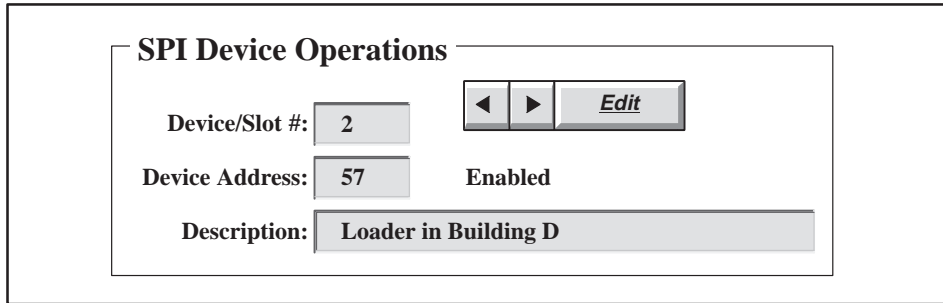 SPI Device Operations
Edit
Device/Slot #: 2
Device Address: 57 Enabled
Description: Loader in Building D